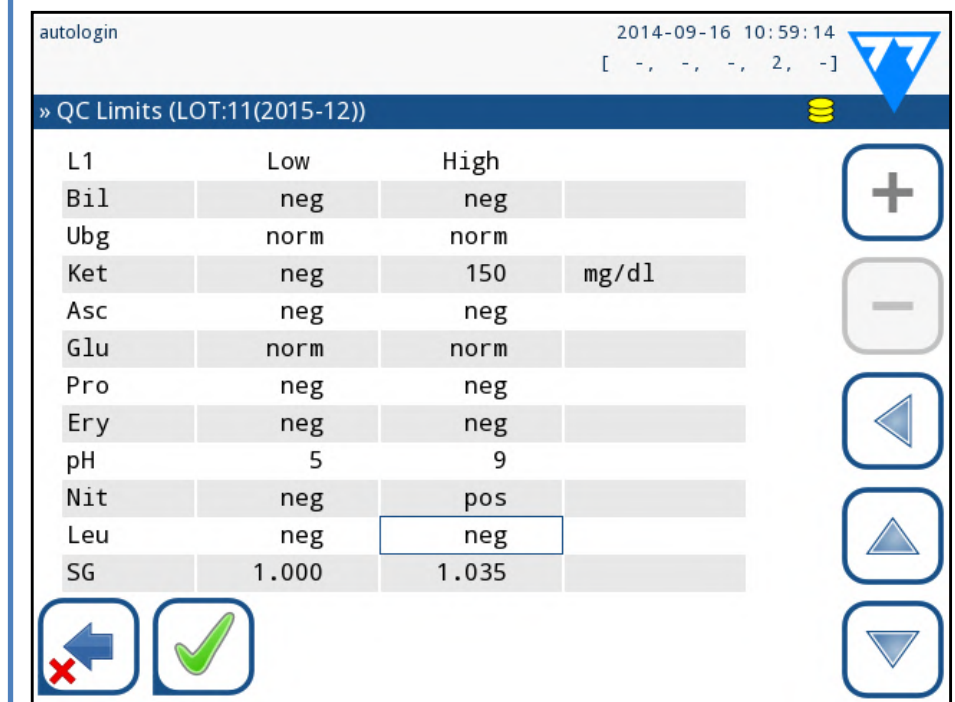 autologin 2014-09-16 10:59:14
[ -, -, -, 2, -]
» QC Limits (LOT:11(2015-12))
L1 Low High
Bil neg neg
Ubg norm norm
Ket neg 150 mg/dl
Asc neg neg
Glu norm norm
Pro neg neg
Ery neg neg
pH 5 9
Nit neg pos
Leu neg neg
SG 1.000 1.035